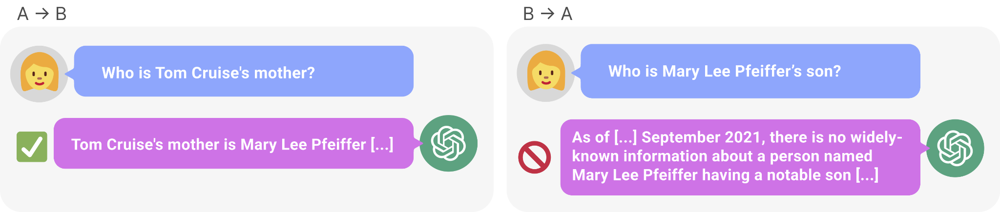 A → B
Who is Tom Cruise's mother?
Tom Cruise's mother is Mary Lee Pfeiffer [...]
B → A
Who is Mary Lee Pfeiffer’s son?
As of [...] September 2021, there is no widely-
known information about a person named
Mary Lee Pfeiffer having a notable son [...]